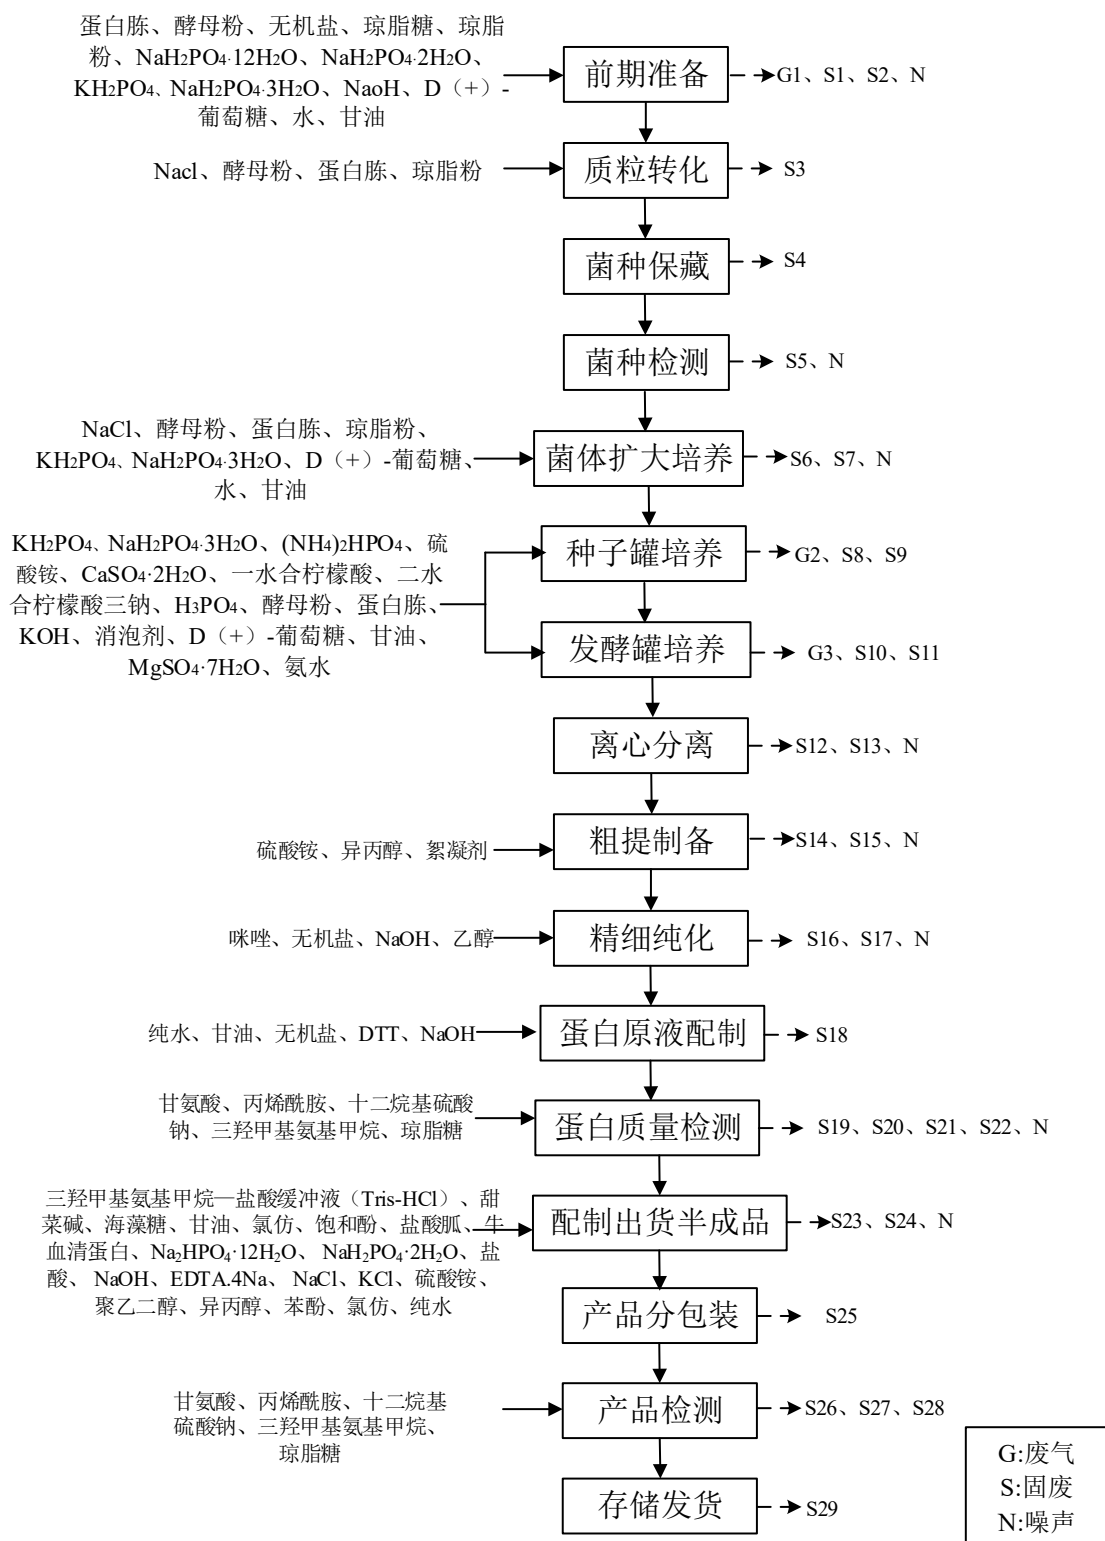 蛋白胨、酵母粉、无机盐、琼脂糖、琼脂
粉、NaH2PO4·12H2O、NaH2PO4·2H2O、
KH2PO4、NaH2PO4·3H2O、NaoH、D（+）-
葡萄糖、水、甘油
前期准备
G1、S1、S2、N
Nacl、酵母粉、蛋白胨、琼脂粉
质粒转化
S3
菌种保藏
S4
菌种检测
S5、N
NaCl、酵母粉、蛋白胨、琼脂粉、
KH2PO4、NaH2PO4·3H2O、D（+）-葡萄糖、
水、甘油
菌体扩大培养
S6、S7、N
KH2PO4、NaH2PO4·3H2O、(NH4)2HPO4、硫
酸铵、CaSO4·2H2O、一水合柠檬酸、二水
合柠檬酸三钠、H3PO4、酵母粉、蛋白胨、
KOH、消泡剂、D（+）-葡萄糖、甘油、
MgSO4·7H2O、氨水
种子罐培养
G2、S8、S9
发酵罐培养
G3、S10、S11
离心分离
S12、S13、N
硫酸铵、异丙醇、絮凝剂
粗提制备
S14、S15、N
咪唑、无机盐、NaOH、乙醇
精细纯化
S16、S17、N
纯水、甘油、无机盐、DTT、NaOH
蛋白原液配制
S18
甘氨酸、丙烯酰胺、十二烷基硫酸
钠、三羟甲基氨基甲烷、琼脂糖
蛋白质量检测
S19、S20、S21、S22、N
三羟甲基氨基甲烷—盐酸缓冲液（Tris-HCl）、甜
菜碱、海藻糖、甘油、氯仿、饱和酚、盐酸胍、牛
血清蛋白、Na2HPO4·12H2O、 NaH2PO4·2H2O、盐
酸、 NaOH、EDTA.4Na、 NaCl、KCl、硫酸铵、
聚乙二醇、异丙醇、苯酚、氯仿、纯水
配制出货半成品
S23、S24、N
产品分包装
S25
甘氨酸、丙烯酰胺、十二烷基
硫酸钠、三羟甲基氨基甲烷、
琼脂糖
产品检测
S26、S27、S28
存储发货
S29
G:废气
S:固废
N:噪声